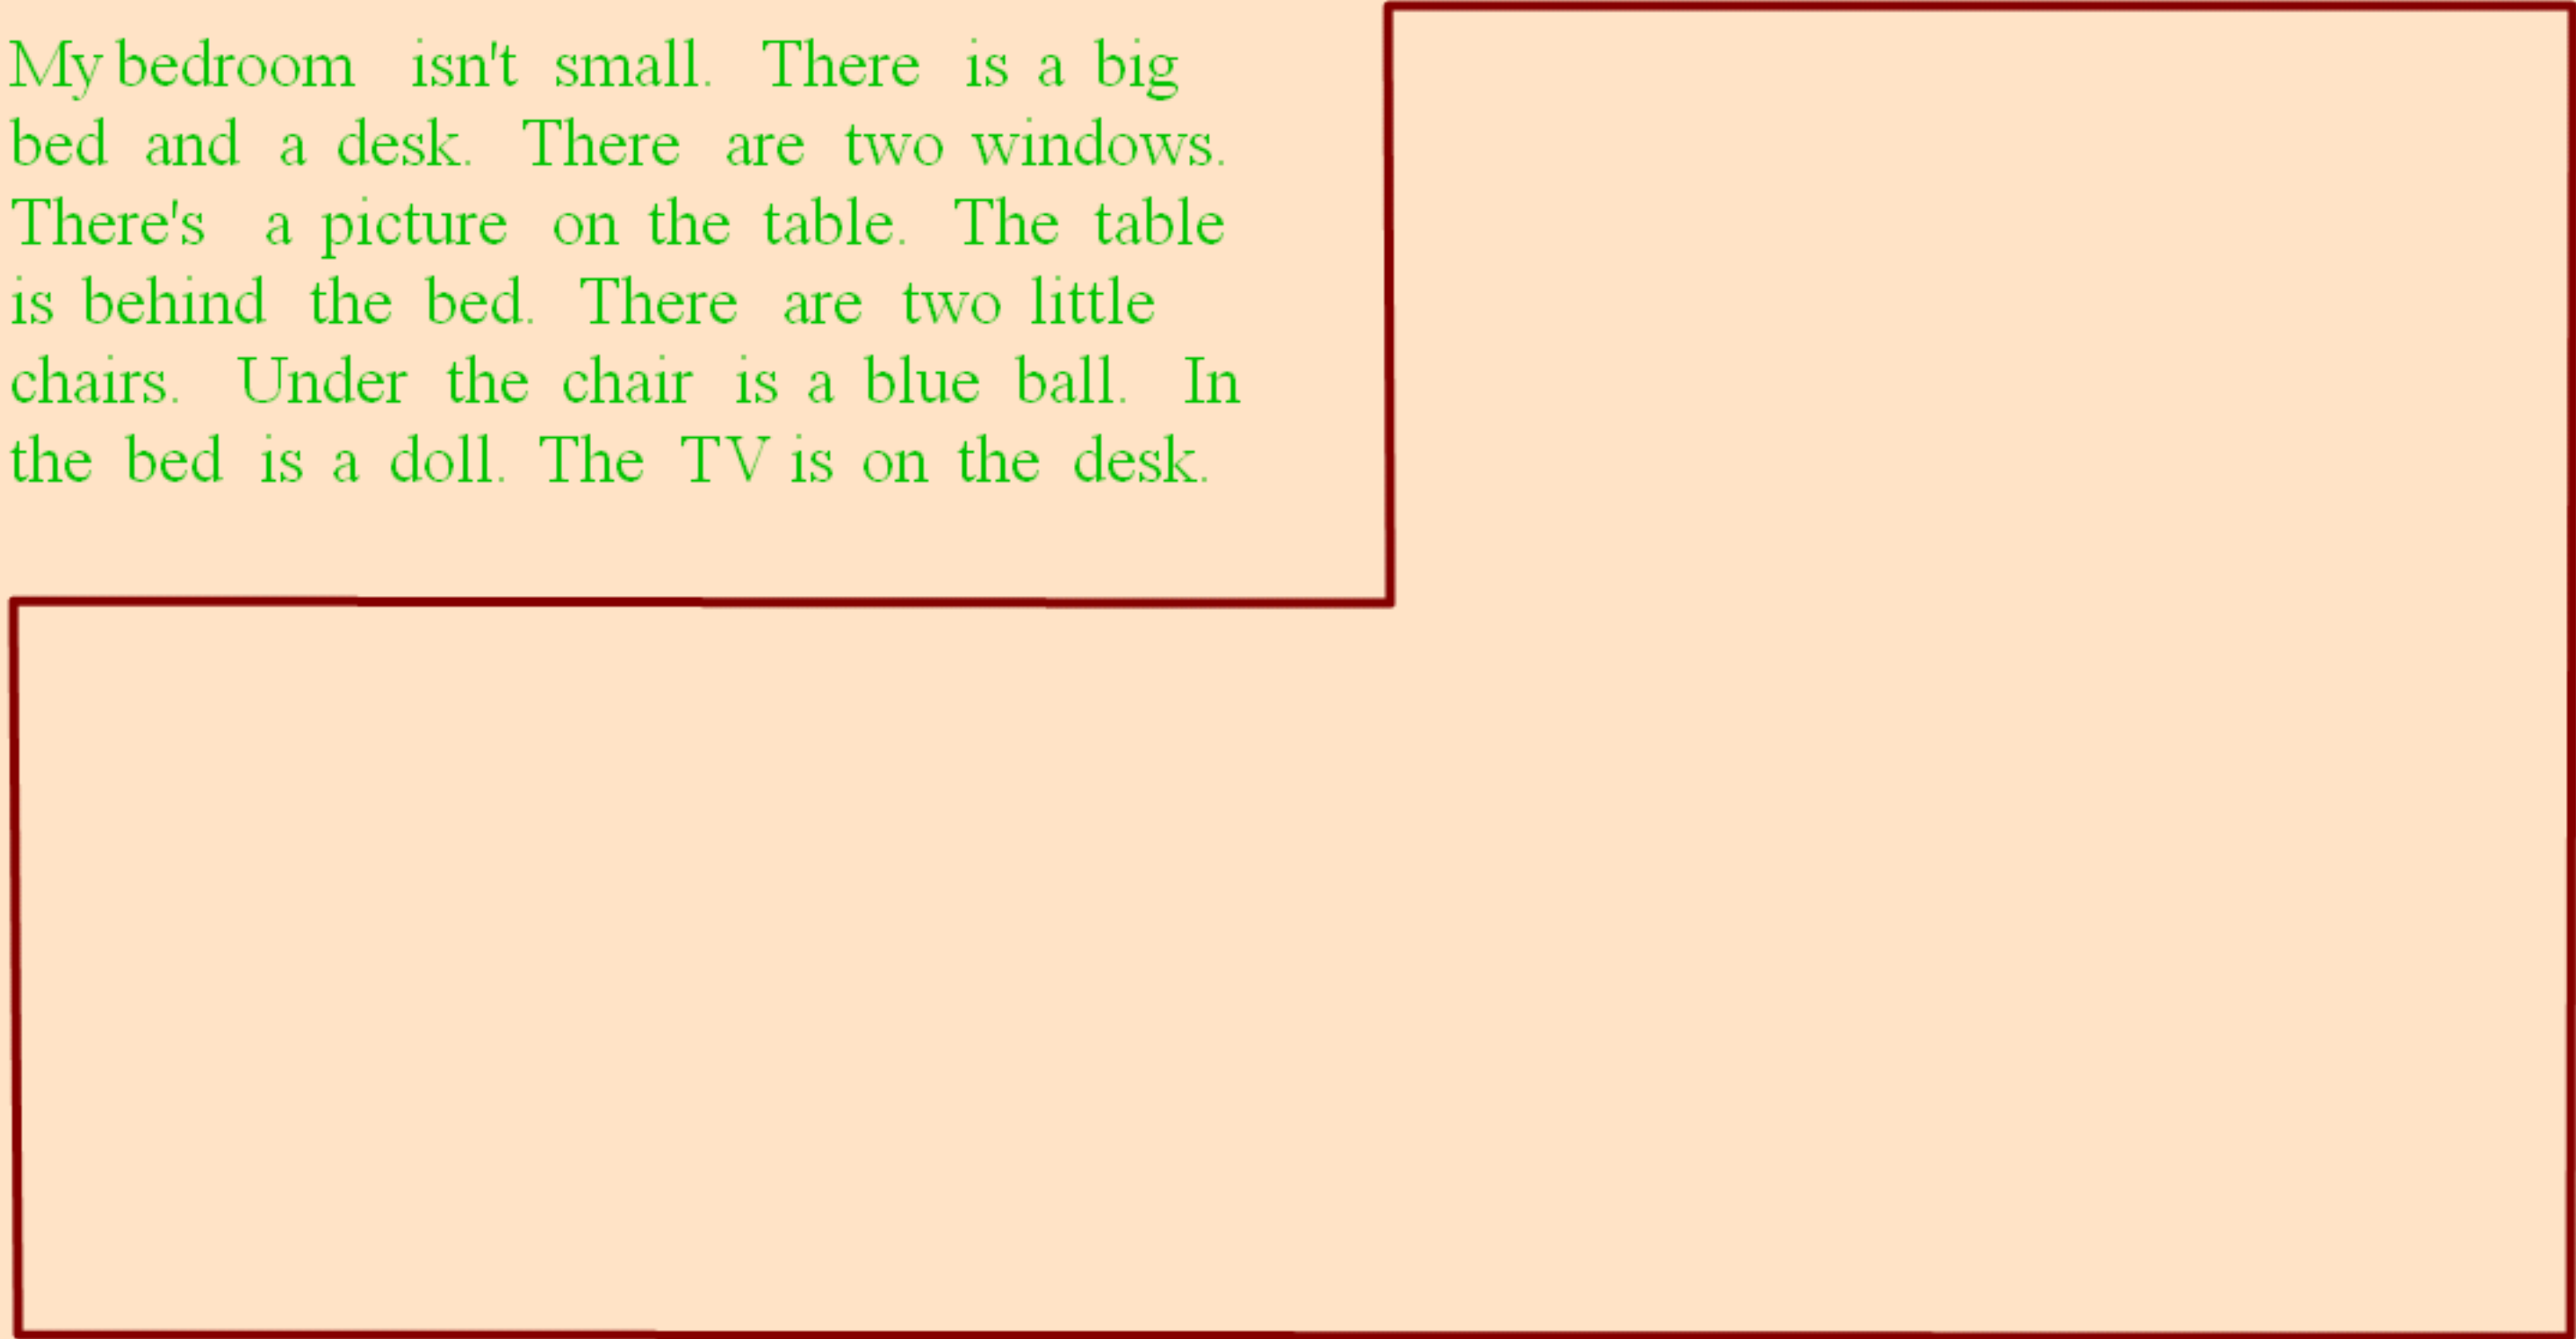 My bedroom isn't small. There is a big
bed and a desk. There are two windows.
There's a picture on the table. The table
is behind the bed. There are two little
chairs. Under the chair is a blue ball. In
the bed is a doll. The TV is on the desk.